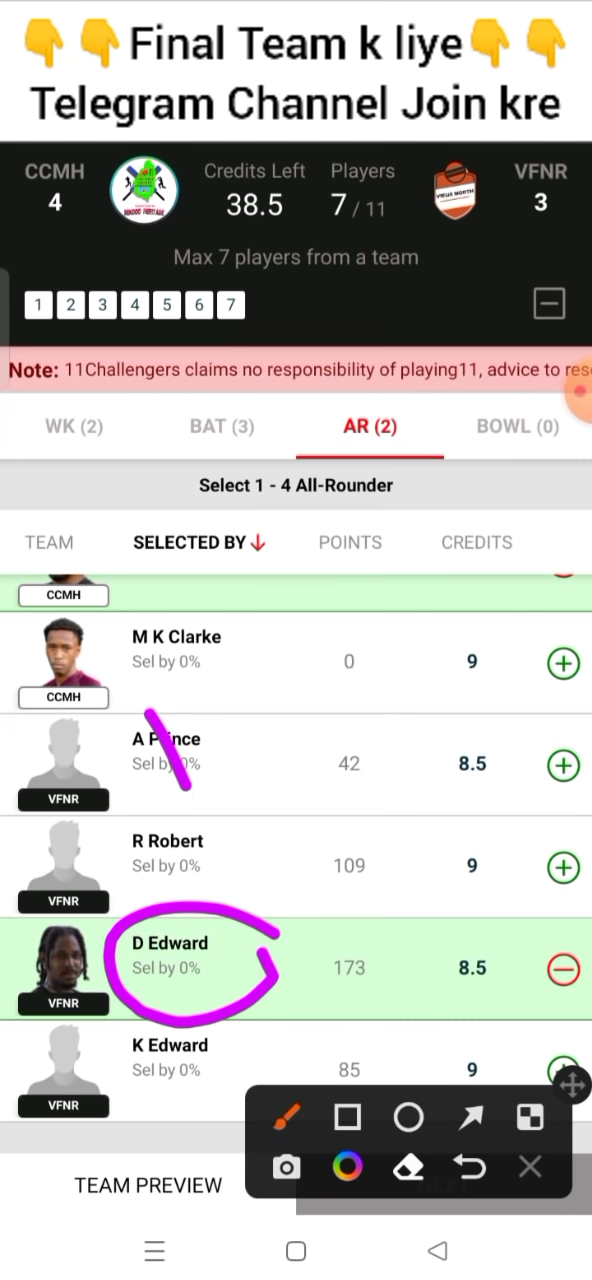 👇👇Final Team k liye👇👇
Telegram Channel Join kre
CCMH Credits Left Players VFNR
4 38.5 7 / 11 3
Max 7 players from a team
1 2 3 4 5 6 7
Note: 11Challengers claims no responsibility of playing11, advice to res
WK (2) BAT (3) AR (2) BOWL (0)
Select 1 - 4 All-Rounder
TEAM SELECTED BY POINTS CREDITS
CCMH
M K Clarke
Sel by 0% 0 9
CCMH
A Prince
Sel by 0% 42 8.5
VFNR
R Robert
Sel by 0% 109 9
VFNR
D Edward
Sel by 0% 173 8.5
VFNR
K Edward
Sel by 0% 85 9
VFNR
TEAM PREVIEW